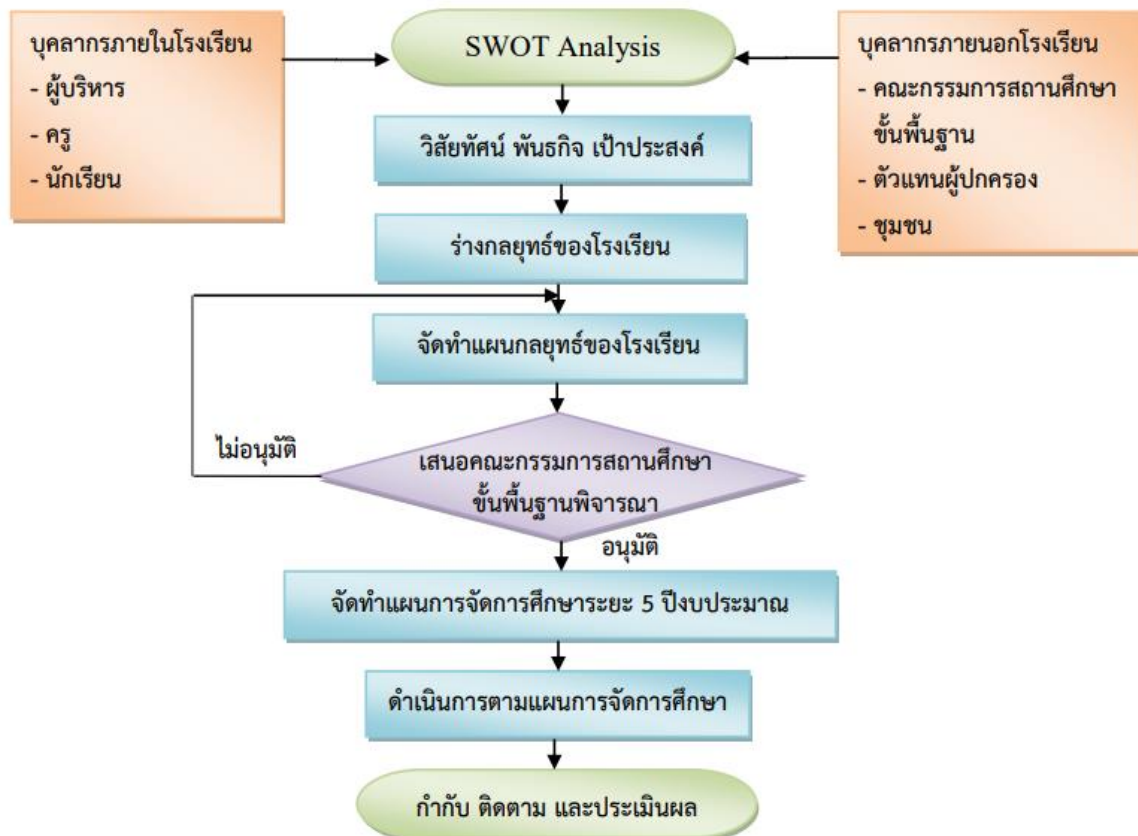 บุคลากรภายในโรงเรียน
- ผู้บริหาร
- ครู
- นักเรียน
SWOT Analysis
บุคลากรภายนอกโรงเรียน
- คณะกรรมการสถานศึกษา
ขั้นพื้นฐาน
- ตัวแทนผู้ปกครอง
- ชุมชน
วิสัยทัศน์ พันธกิจ เป้าประสงค์
ร่างกลยุทธ์ของโรงเรียน
จัดทำแผนกลยุทธ์ของโรงเรียน
ไม่อนุมัติ
เสนอคณะกรรมการสถานศึกษา
ขั้นพื้นฐานพิจารณา
อนุมัติ
จัดทำแผนการจัดการศึกษาระยะ 5 ปีงบประมาณ
ดำเนินการตามแผนการจัดการศึกษา
กำกับ ติดตาม และประเมินผล